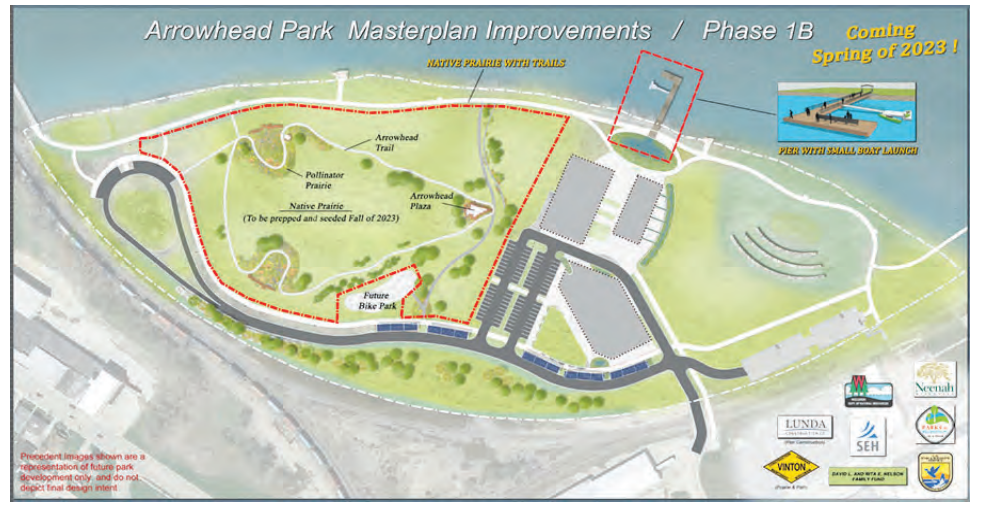 Arrowhead Park Masterplan Improvements / Phase 1B
Coming
Spring of 2023 !
NATIVE PRAIRIE WITH TRAILS
PIER WITH SMALL BOAT LAUNCH
Arrowhead
Trail
Pollinator
Prairie
Arrowhead
Plaza
Native Prairie
(To be prepped and seeded Fall of 2023)
Future
Bike Park
Neenah
LUNDA
SEH
VINTON
DAVID L. AND RITA E. NELSON
FAMILY FUND
Precedent images shown are a
representation of future park
development only, and do not
depict final design intent